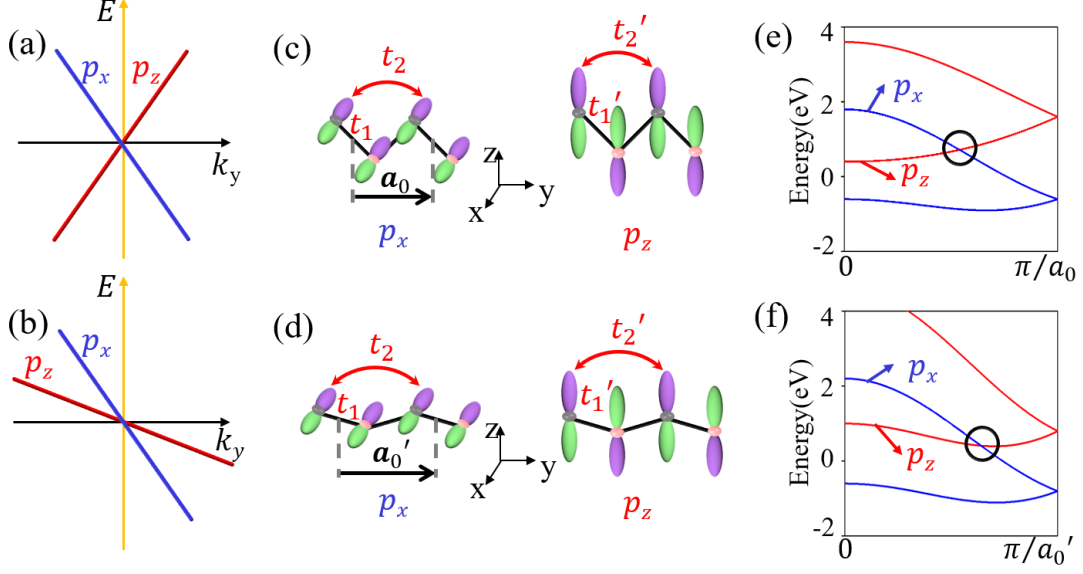 (a)
E
p_x
p_z
k_y
(b)
E
p_x
p_z
k_y
(c)
t_2
t_1
a_0
p_x
z
y
x
t_2'
t_1'
p_z
(d)
t_2
t_1
a_0'
p_x
z
y
x
t_2'
t_1'
p_z
(e)
Energy(eV)
4
2
0
-2
p_x
p_z
0
π/a_0
(f)
Energy(eV)
4
2
0
-2
p_x
p_z
0
π/a_0'